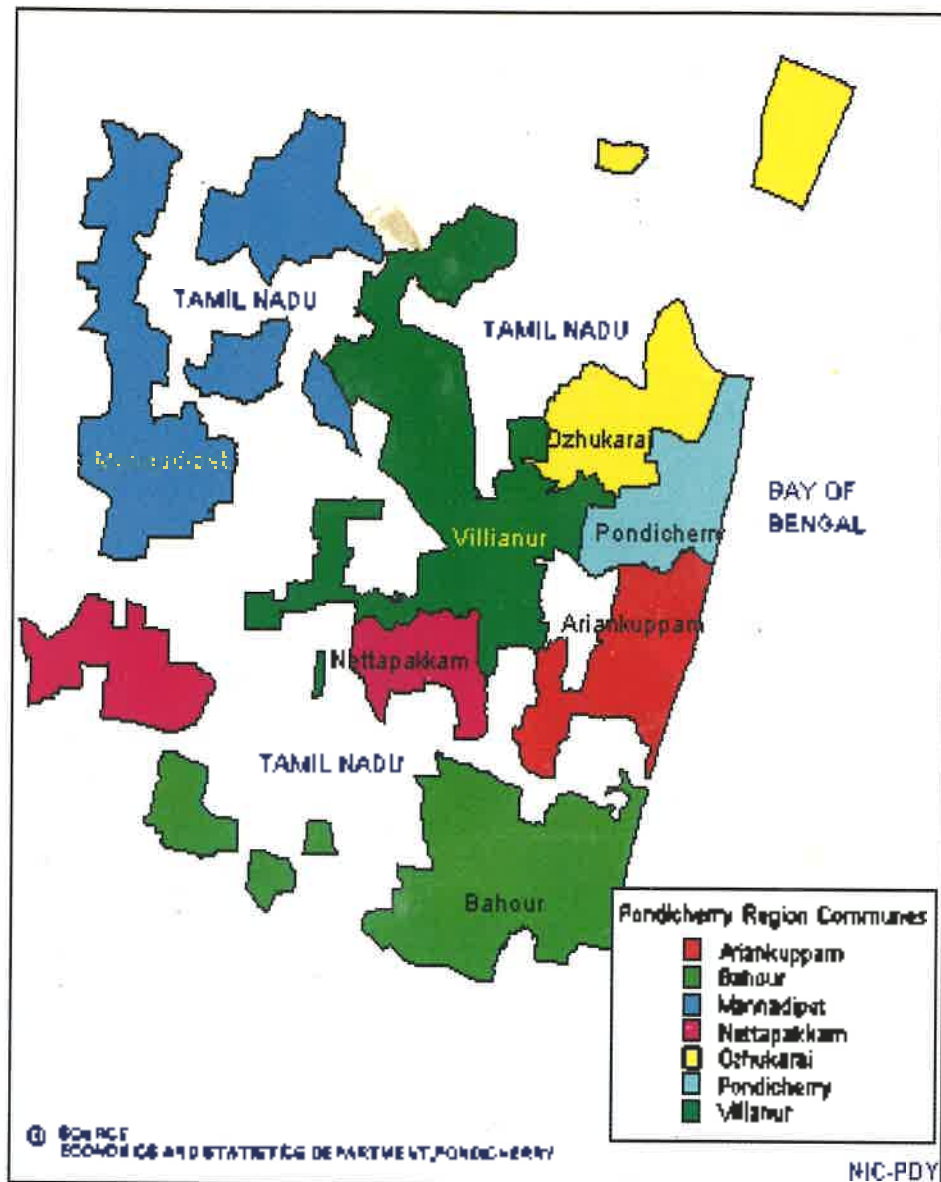 TAMIL NADU
TAMIL NADU
Ozhukarai
Mannadipet
BAY OF
BENGAL
Villianur
Pondicherry
Ariankuppam
Nettapakkam
TAMIL NADU
Bahour
Pondicherry Region Communes
Ariankuppam
Bahour
Mannadipet
Nettapakkam
Ozhukarai
Pondicherry
Villianur
© SOURCE
ECONOMICS AND STATISTICS DEPARTMENT,PONDICHERRY
NIC-PDY